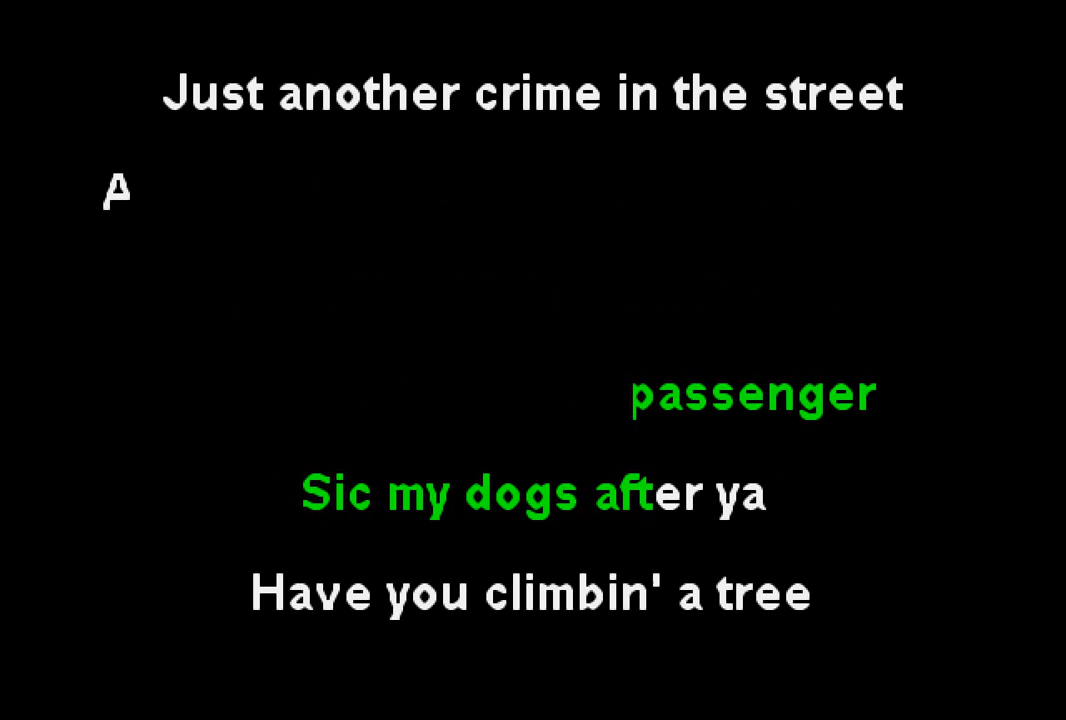 Just another crime in the street
A
passenger
Sic my dogs after ya
Have you climbin' a tree